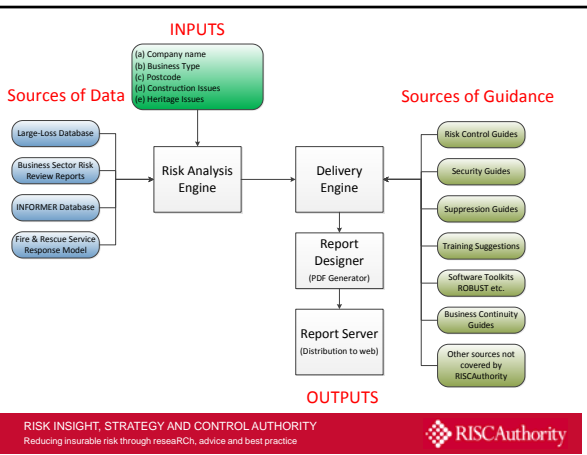 INPUTS
(a) Company name
(b) Business Type
(c) Postcode
(d) Construction Issues
(e) Heritage Issues
Sources of Data
Large-Loss Database
Business Sector Risk
Review Reports
INFORMER Database
Fire & Rescue Service
Response Model
Risk Analysis
Engine
Delivery
Engine
Report
Designer
(PDF Generator)
Report Server
(Distribution to web)
OUTPUTS
Sources of Guidance
Risk Control Guides
Security Guides
Suppression Guides
Training Suggestions
Software Toolkits
ROBUST etc.
Business Continuity
Guides
Other sources not
covered by
RISCAuthority
RISK INSIGHT, STRATEGY AND CONTROL AUTHORITY
Reducing insurable risk through reseaRCh, advice and best practice
RISCAuthority